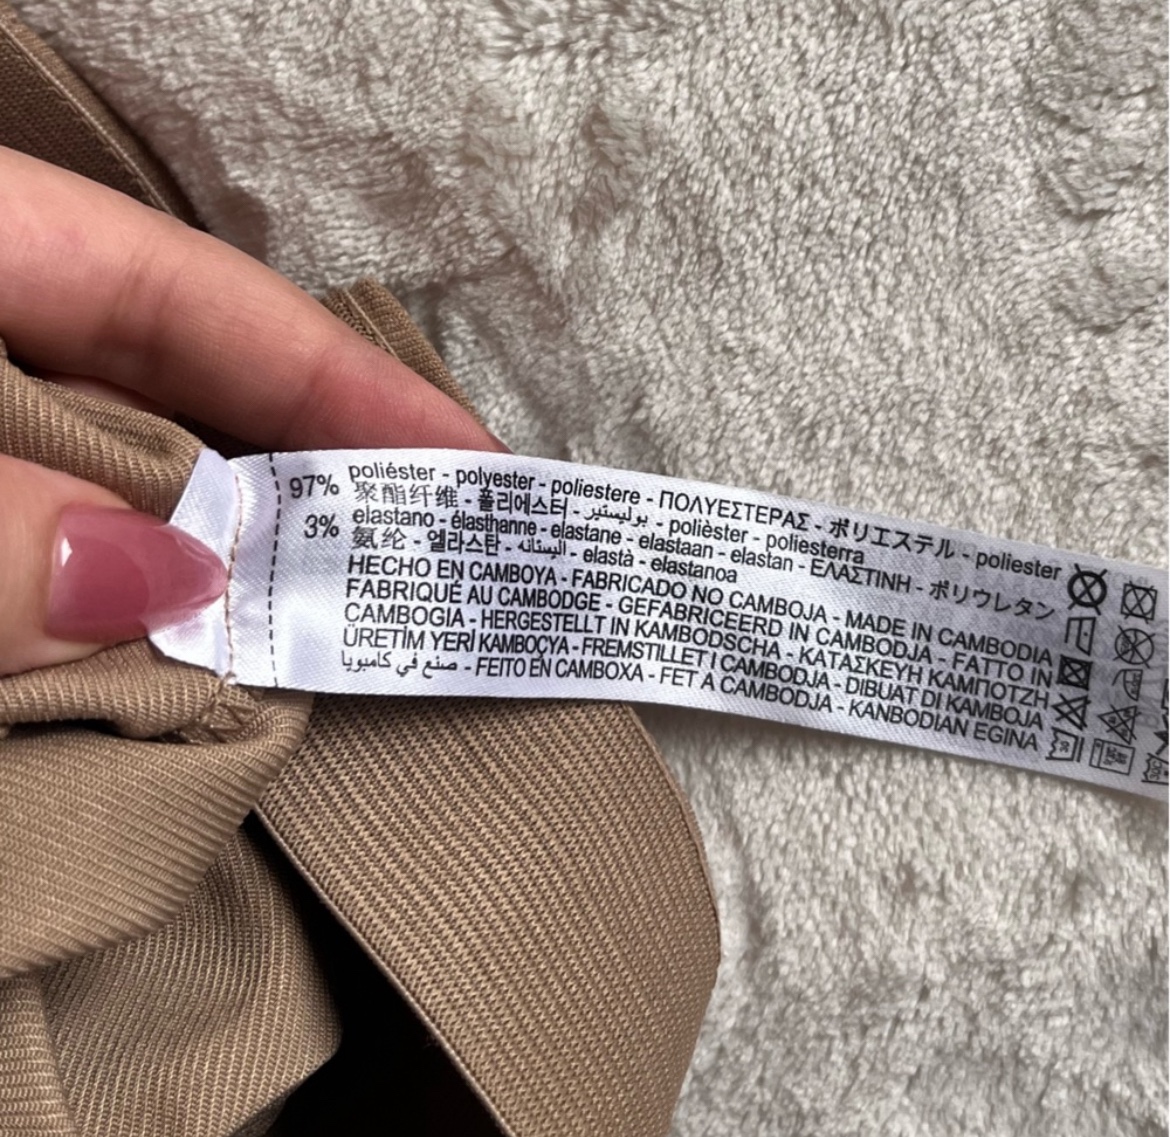 97% poliéster - polyester - poliestere - ΠΟΛΥΕΣΤΕΡΑΣ - ポリエステル - poliester
聚酯纤维 - 폴리에스터 - بوليستير - polièster - poliesterra
3% elastano - élasthanne - elastane - elastaan - elastan - ΕΛΑΣΤΙΝΗ - ポリウレタン
氨纶 - 엘라스탄 - اليستانه - elastà - elastanoa
HECHO EN CAMBOYA - FABRICADO NO CAMBOJA - MADE IN CAMBODIA
FABRIQUÉ AU CAMBODGE - GEFABRICEERD IN CAMBODJA - FATTO IN
CAMBOGIA - HERGESTELLT IN KAMBODSCHA - ΚΑΤΑΣΚΕΥΗ ΚΑΜΠΟΤΖΗ
ÜRETİM YERİ KAMBOÇYA - FREMSTILLET I CAMBODJA - DIBUAT DI KAMBOJA
صنع في كامبويا - FEITO EN CAMBOXA - FET A CAMBODJA - KANBODIAN EGINA